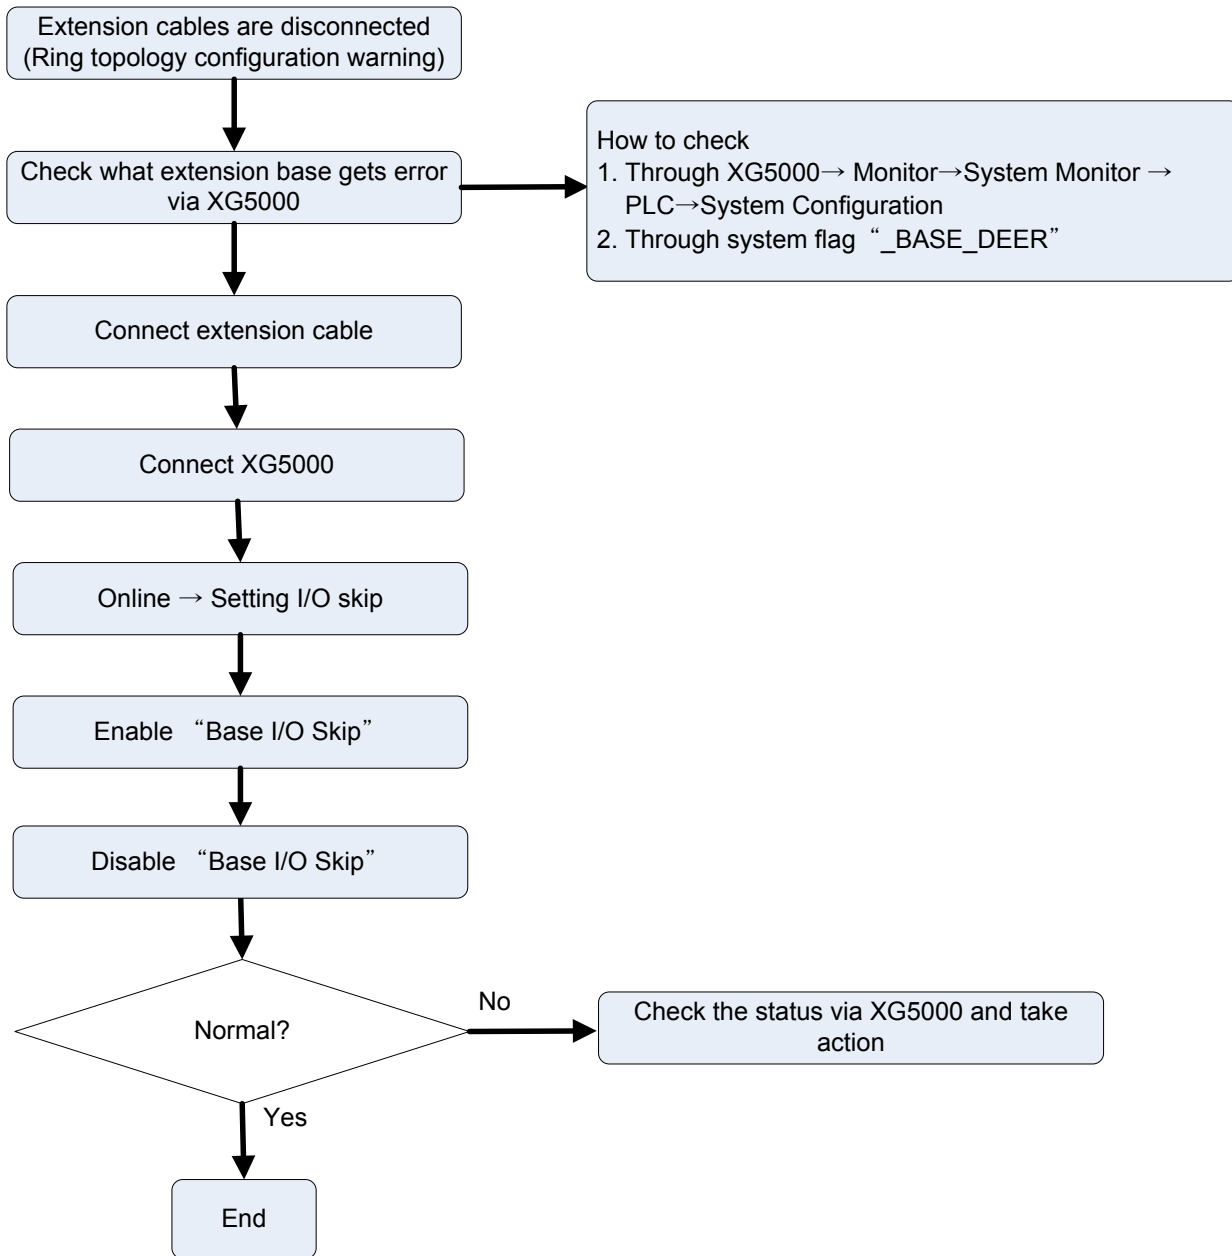 Extension cables are disconnected
(Ring topology configuration warning)
Check what extension base gets error
via XG5000
How to check
1. Through XG5000→ Monitor→System Monitor →
PLC→System Configuration
2. Through system flag “_BASE_DEER”
Connect extension cable
Connect XG5000
Online → Setting I/O skip
Enable “Base I/O Skip”
Disable “Base I/O Skip”
Normal?
No
Check the status via XG5000 and take
action
Yes
End